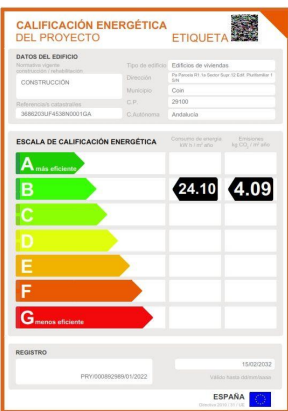 CALIFICACIÓN ENERGÉTICA
DEL PROYECTO
ETIQUETA
DATOS DEL EDIFICIO
Normativa vigente
construcción / rehabilitación
CONSTRUCCIÓN
Referencia/s catastral/es
3686203UF4538N0001GA
Tipo de edificio
Edificios de viviendas
Dirección
Municipio
Coin
C.P.
29100
C.Autónoma
Andalucía
ESCALA DE CALIFICACIÓN ENERGÉTICA
Consumo de energía
kW h / m² año
Emisiones
kg CO₂ / m² año
A más eficiente
B
24.10
4.09
C
D
E
F
G menos eficiente
REGISTRO
PRY/000892989/01/2022
15/02/2032
Válido hasta dd/mm/aaaa
ESPAÑA